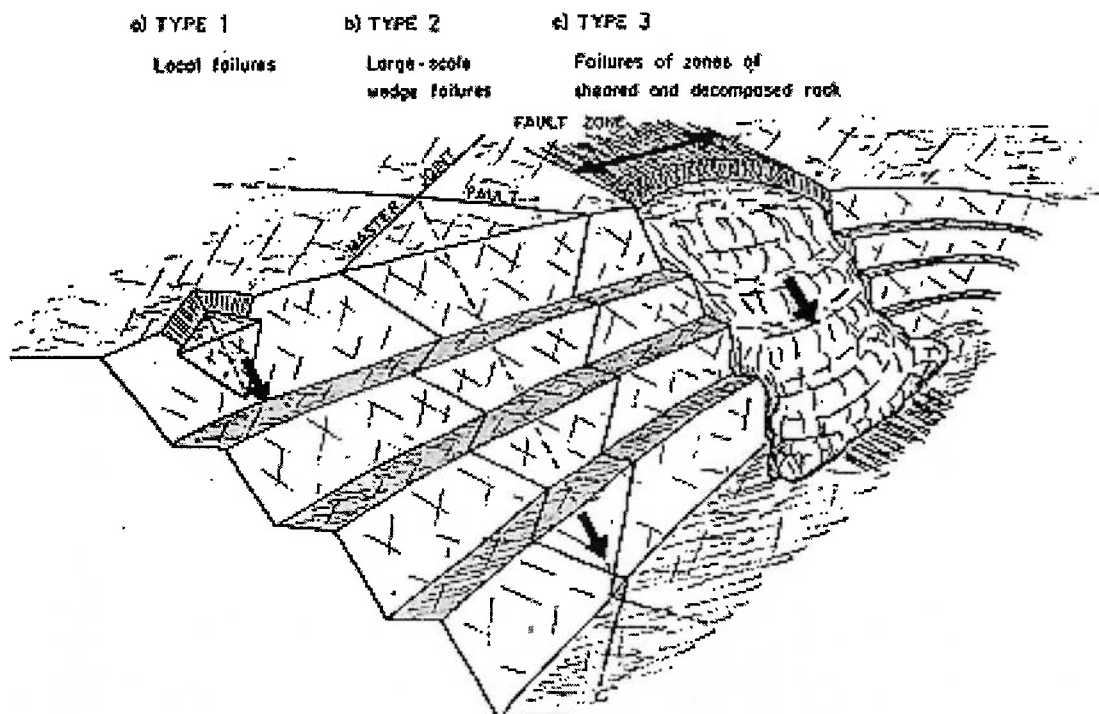 a) TYPE 1
b) TYPE 2
c) TYPE 3
Local failures
Large-scale
wedge failures
Failures of zones of
sheared and decomposed rock
FAULT ZONE
MASTER JOINT
FAULT